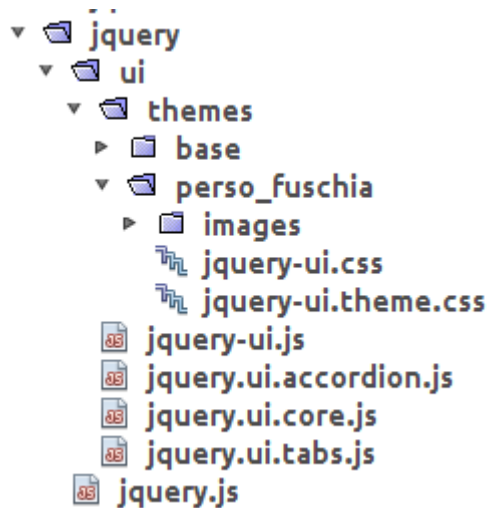 jquery
ui
themes
base
perso_fuschia
images
jquery-ui.css
jquery-ui.theme.css
jquery-ui.js
jquery.ui.accordion.js
jquery.ui.core.js
jquery.ui.tabs.js
jquery.js